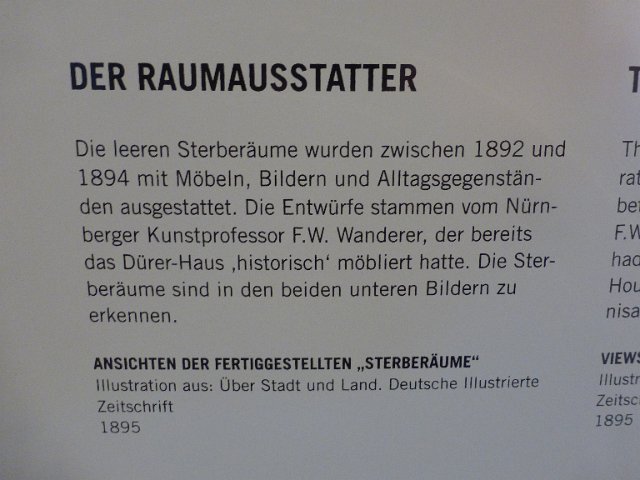 DER RAUMAUSSTATTER
Die leeren Sterberäume wurden zwischen 1892 und
1894 mit Möbeln, Bildern und Alltagsgegenstän-
den ausgestattet. Die Entwürfe stammen vom Nürn-
berger Kunstprofessor F.W. Wanderer, der bereits
das Dürer-Haus ‚historisch‘ möbliert hatte. Die Ster-
beräume sind in den beiden unteren Bildern zu
erkennen.
ANSICHTEN DER FERTIGGESTELLTEN „STERBERÄUME“
Illustration aus: Über Stadt und Land. Deutsche Illustrierte
Zeitschrift
1895
F.W.
VIEWS
1895